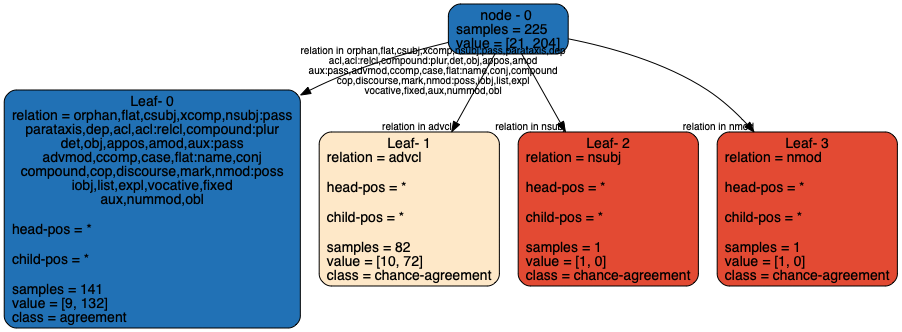 node - 0
samples = 225
value = [21, 204]
relation in orphan,flat,csubj,xcomp,nsubj:pass,parataxis,dep
acl,acl:relcl,compound:plur,det,obj,appos,amod
aux:pass,advmod,ccomp,case,flat:name,conj,compound
cop,discourse,mark,nmod:poss,iobj,list,expl
vocative,fixed,aux,nummod,obl
Leaf- 0
relation = orphan,flat,csubj,xcomp,nsubj:pass
parataxis,dep,acl,acl:relcl,compound:plur
det,obj,appos,amod,aux:pass
advmod,ccomp,case,flat:name,conj
compound,cop,discourse,mark,nmod:poss
iobj,list,expl,vocative,fixed
aux,nummod,obl
head-pos = *
child-pos = *
samples = 141
value = [9, 132]
class = agreement
relation in advcl
Leaf- 1
relation = advcl
head-pos = *
child-pos = *
samples = 82
value = [10, 72]
class = chance-agreement
relation in nsubj
Leaf- 2
relation = nsubj
head-pos = *
child-pos = *
samples = 1
value = [1, 0]
class = chance-agreement
relation in nmod
Leaf- 3
relation = nmod
head-pos = *
child-pos = *
samples = 1
value = [1, 0]
class = chance-agreement